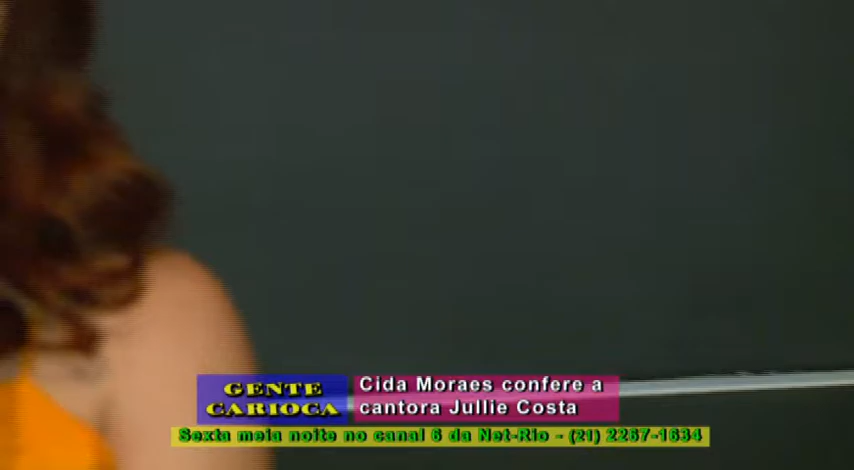 GENTE
CARIOCA
Cida Moraes confere a
cantora Jullie Costa
Sexta meia noite no canal 6 da Net-Rio - (21) 2267-1634